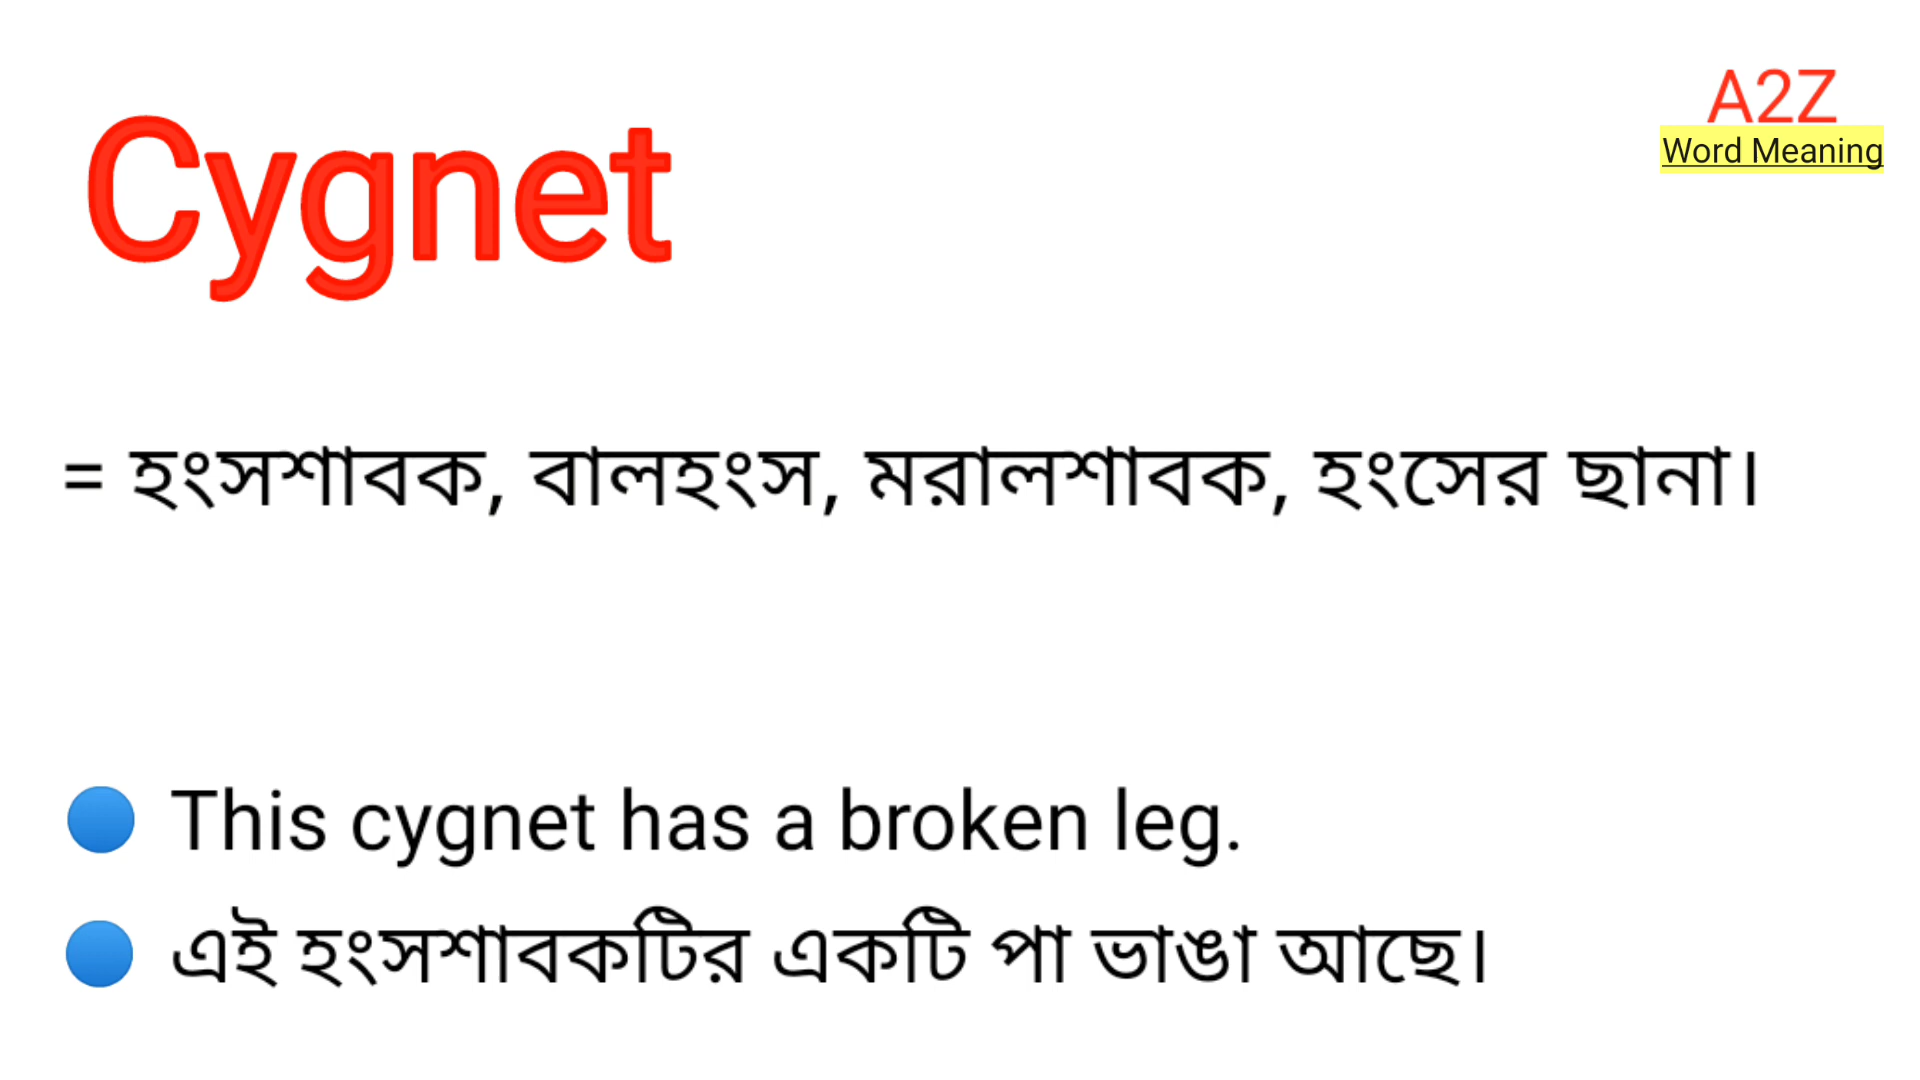 A2Z
Word Meaning
Cygnet
= হংসশাবক, বালহংস, মরালশাবক, হংসের ছানা।
This cygnet has a broken leg.
এই হংসশাবকটির একটি পা ভাঙা আছে।